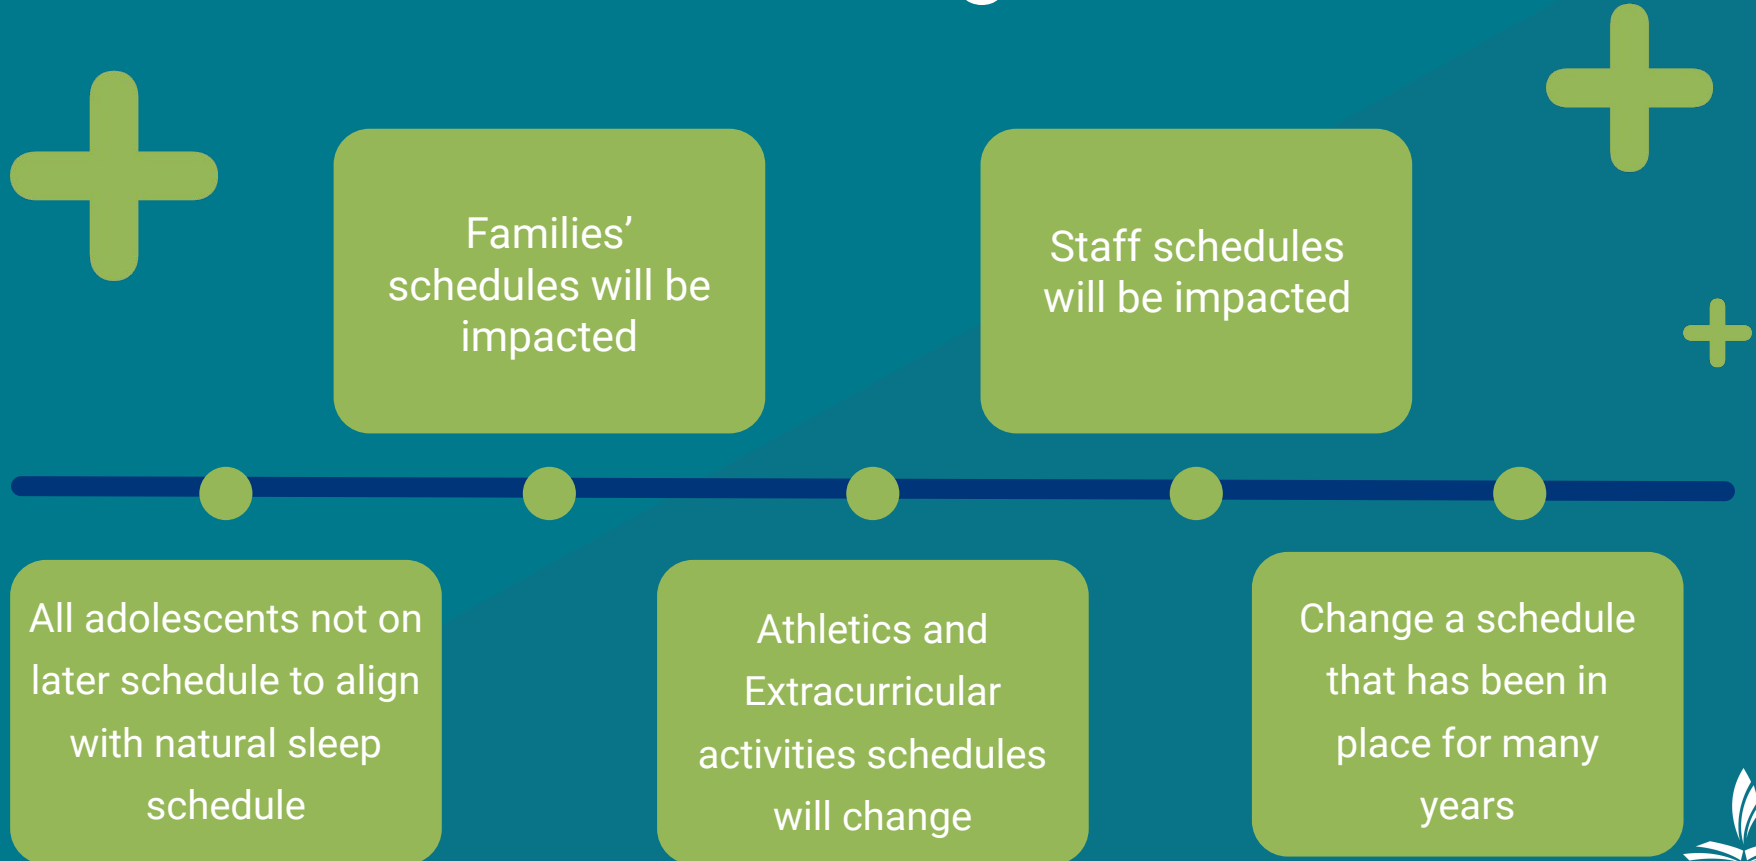 Families’
schedules will be
impacted
Staff schedules
will be impacted
All adolescents not on
later schedule to align
with natural sleep
schedule
Athletics and
Extracurricular
activities schedules
will change
Change a schedule
that has been in
place for many
years